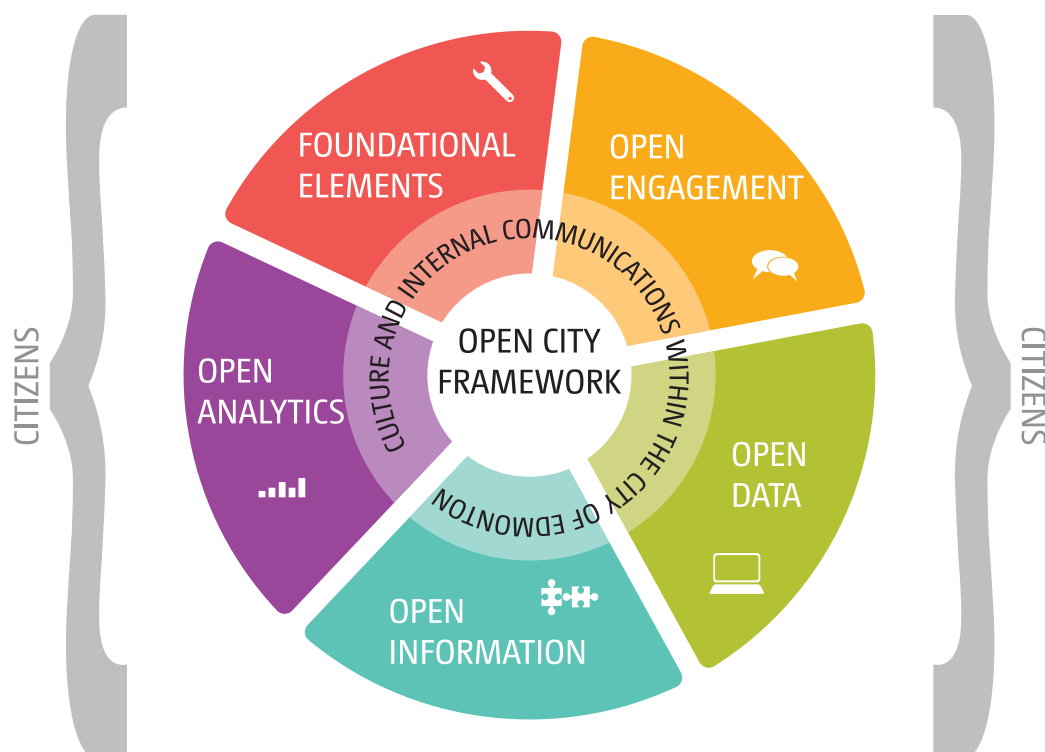 FOUNDATIONAL
ELEMENTS
OPEN
ENGAGEMENT
CULTURE AND INTERNAL COMMUNICATIONS WITHIN THE CITY OF EDMONTON
OPEN CITY
FRAMEWORK
OPEN
ANALYTICS
OPEN
DATA
OPEN
INFORMATION
CITIZENS
CITIZENS